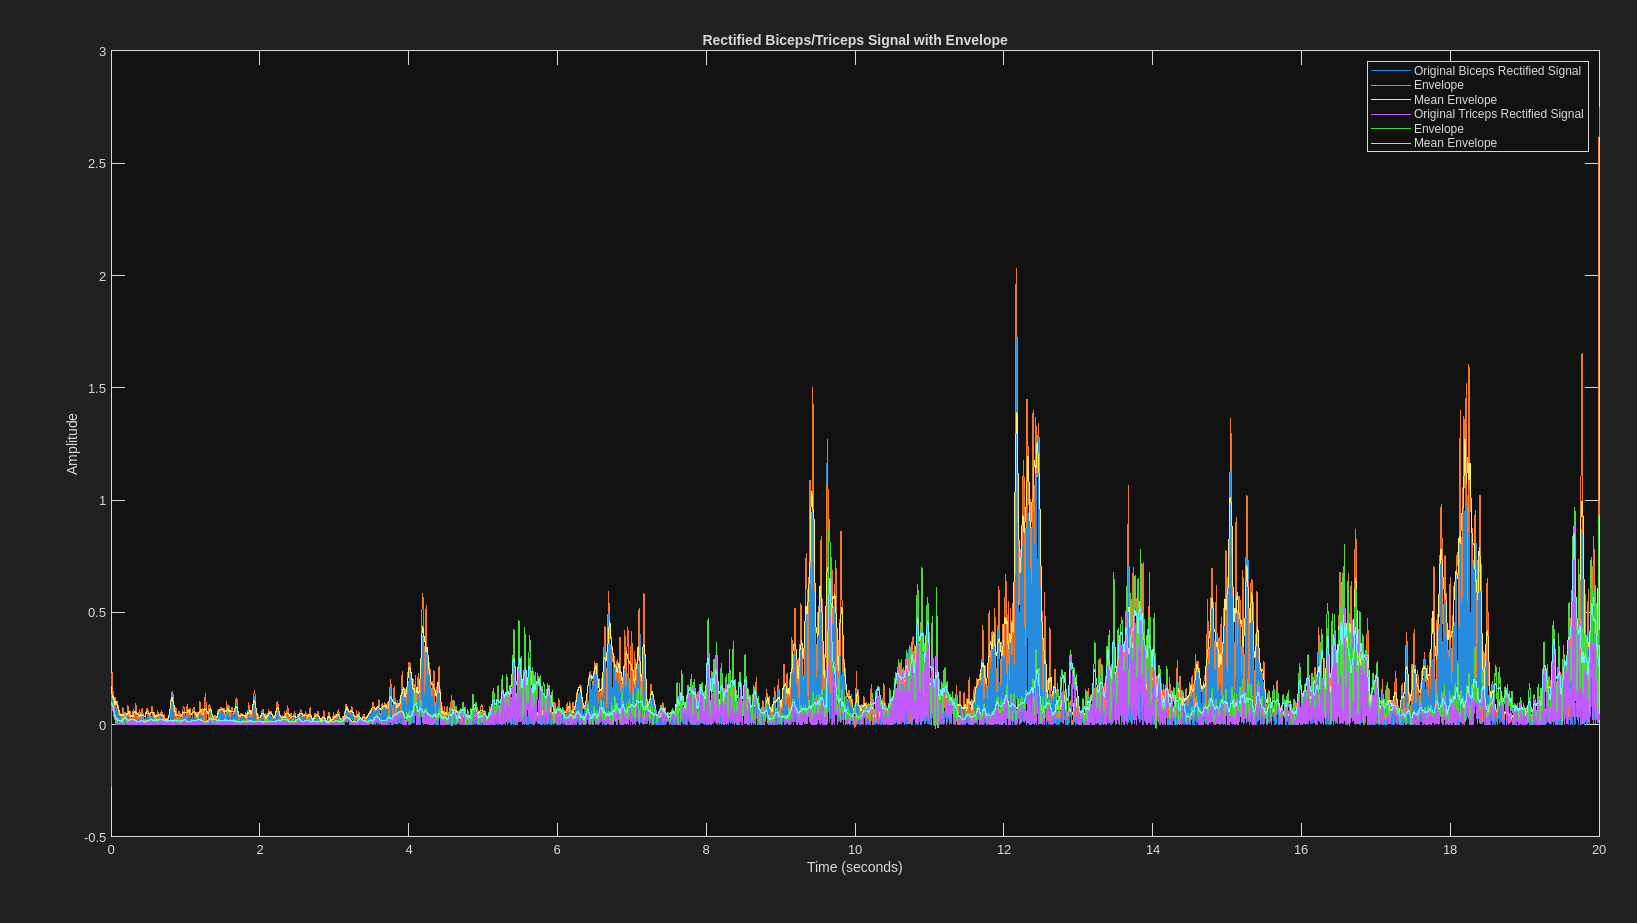 Rectified Biceps/Triceps Signal with Envelope
3
2.5
2
1.5
1
0.5
0
-0.5
Amplitude
Original Biceps Rectified Signal
Envelope
Mean Envelope
Original Triceps Rectified Signal
Envelope
Mean Envelope
0 2 4 6 8 10 12 14 16 18 20
Time (seconds)